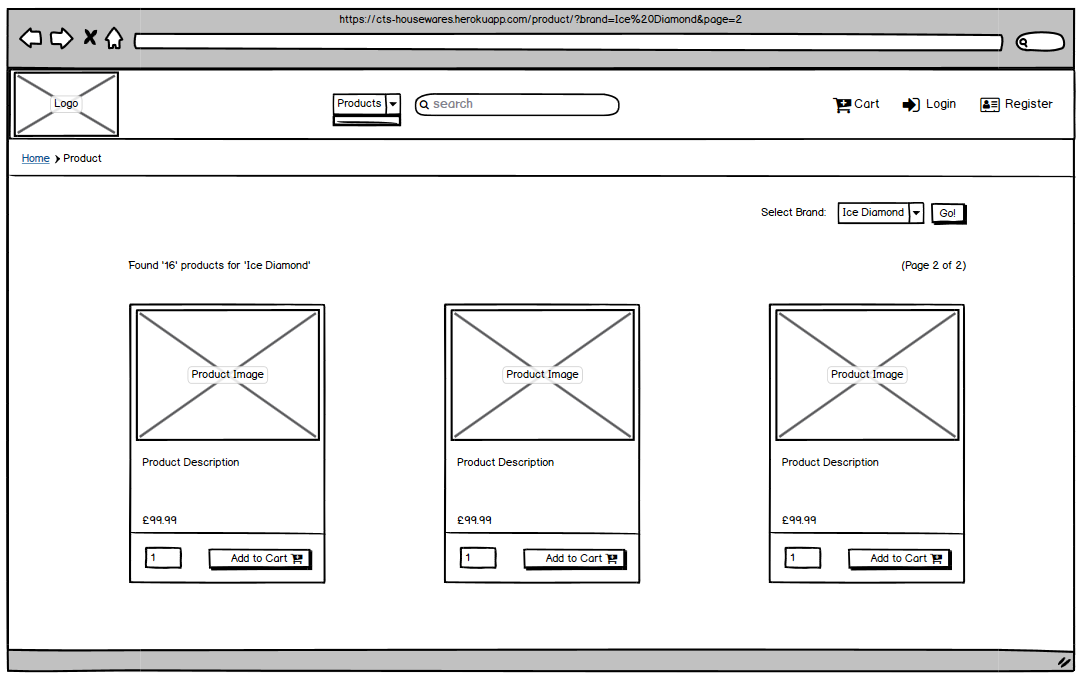 https://cts-housewares.herokuapp.com/product/?brand=Ice%20Diamond&page=2
Logo
Products
search
Cart
Login
Register
Home
Product
Select Brand:
Ice Diamond
Go!
Found '16' products for 'Ice Diamond'
(Page 2 of 2)
Product Image
Product Image
Product Image
Product Description
Product Description
Product Description
£99.99
£99.99
£99.99
1
Add to Cart
1
Add to Cart
1
Add to Cart